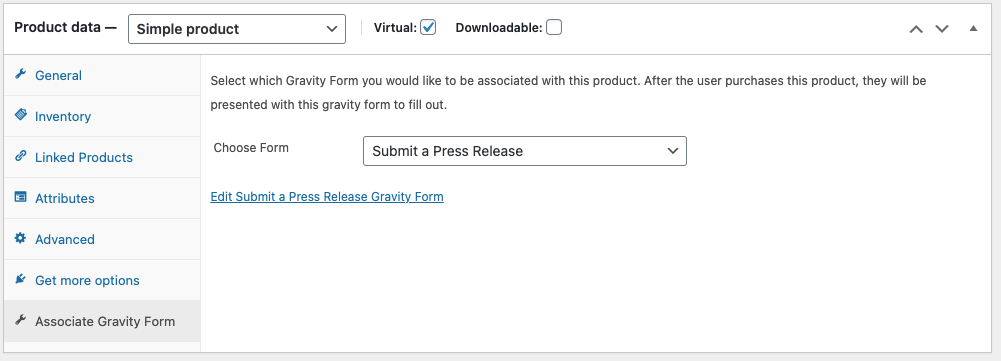 Product data — Simple product Virtual: Downloadable:
General
Inventory
Linked Products
Attributes
Advanced
Get more options
Associate Gravity Form
Select which Gravity Form you would like to be associated with this product. After the user purchases this product, they will be
presented with this gravity form to fill out.
Choose Form Submit a Press Release
Edit Submit a Press Release Gravity Form